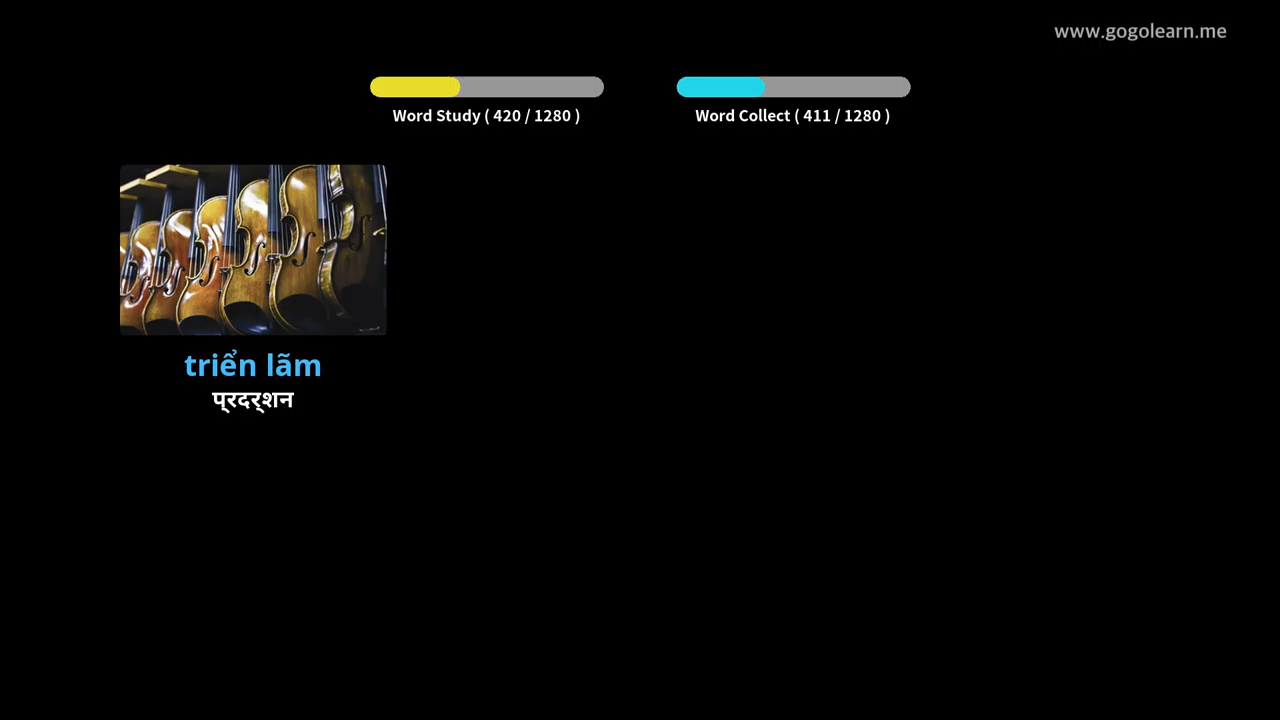 www.gogolearn.me
Word Study ( 420 / 1280 )
Word Collect ( 411 / 1280 )
triển lãm
प्रदर्शन